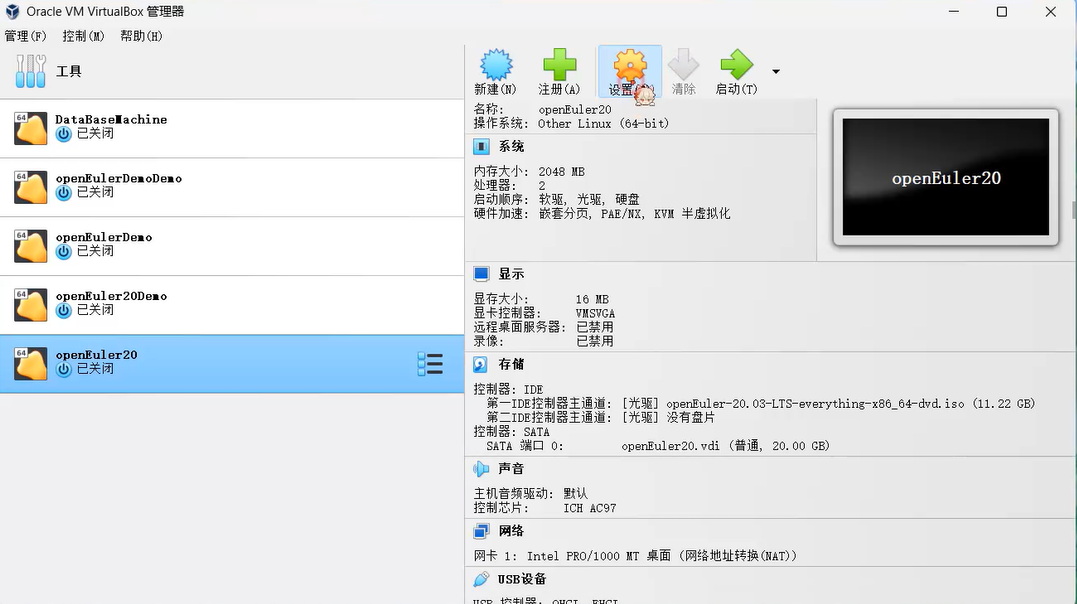 Oracle VM VirtualBox 管理器
管理(F) 控制(M) 帮助(H)
工具
新建(N) 注册(A) 设置 清除 启动(T)
64 DataBaseMachine
已关闭
64 openEulerDemoDemo
已关闭
64 openEulerDemo
已关闭
64 openEuler20Demo
已关闭
64 openEuler20
已关闭
名称: openEuler20
操作系统: Other Linux (64-bit)
系统
内存大小: 2048 MB
处理器: 2
启动顺序: 软驱, 光驱, 硬盘
硬件加速: 嵌套分页, PAE/NX, KVM 半虚拟化
openEuler20
显示
显存大小: 16 MB
显卡控制器: VMSVGA
远程桌面服务器: 已禁用
录像: 已禁用
存储
控制器: IDE
第一IDE控制器主通道: [光驱] openEuler-20.03-LTS-everything-x86_64-dvd.iso (11.22 GB)
第二IDE控制器主通道: [光驱] 没有盘片
控制器: SATA
SATA 端口 0: openEuler20.vdi (普通, 20.00 GB)
声音
主机音频驱动: 默认
控制芯片: ICH AC97
网络
网卡 1: Intel PRO/1000 MT 桌面 (网络地址转换(NAT))
USB设备
USB 控制器: OHCI, EHCI